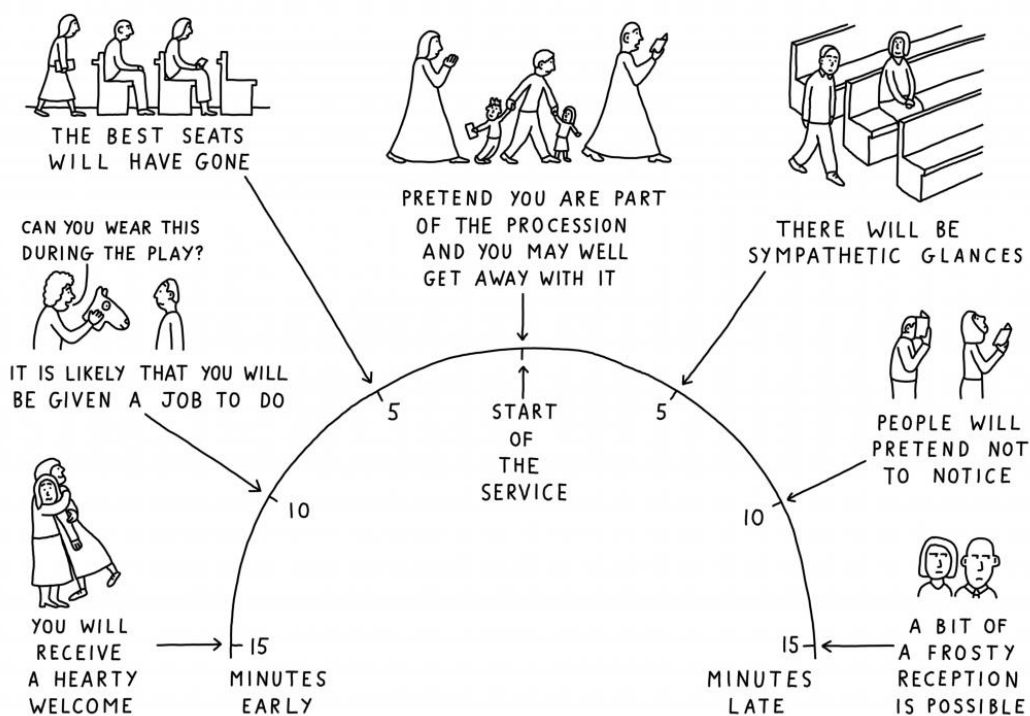 THE BEST SEATS
WILL HAVE GONE
PRETEND YOU ARE PART
OF THE PROCESSION
AND YOU MAY WELL
GET AWAY WITH IT
THERE WILL BE
SYMPATHETIC GLANCES
CAN YOU WEAR THIS
DURING THE PLAY?
IT IS LIKELY THAT YOU WILL
BE GIVEN A JOB TO DO
PEOPLE WILL
PRETEND NOT
TO NOTICE
YOU WILL
RECEIVE
A HEARTY
WELCOME
A BIT OF
A FROSTY
RECEPTION
IS POSSIBLE
15
10
5
START
OF
THE
SERVICE
5
10
15
MINUTES
EARLY
MINUTES
LATE